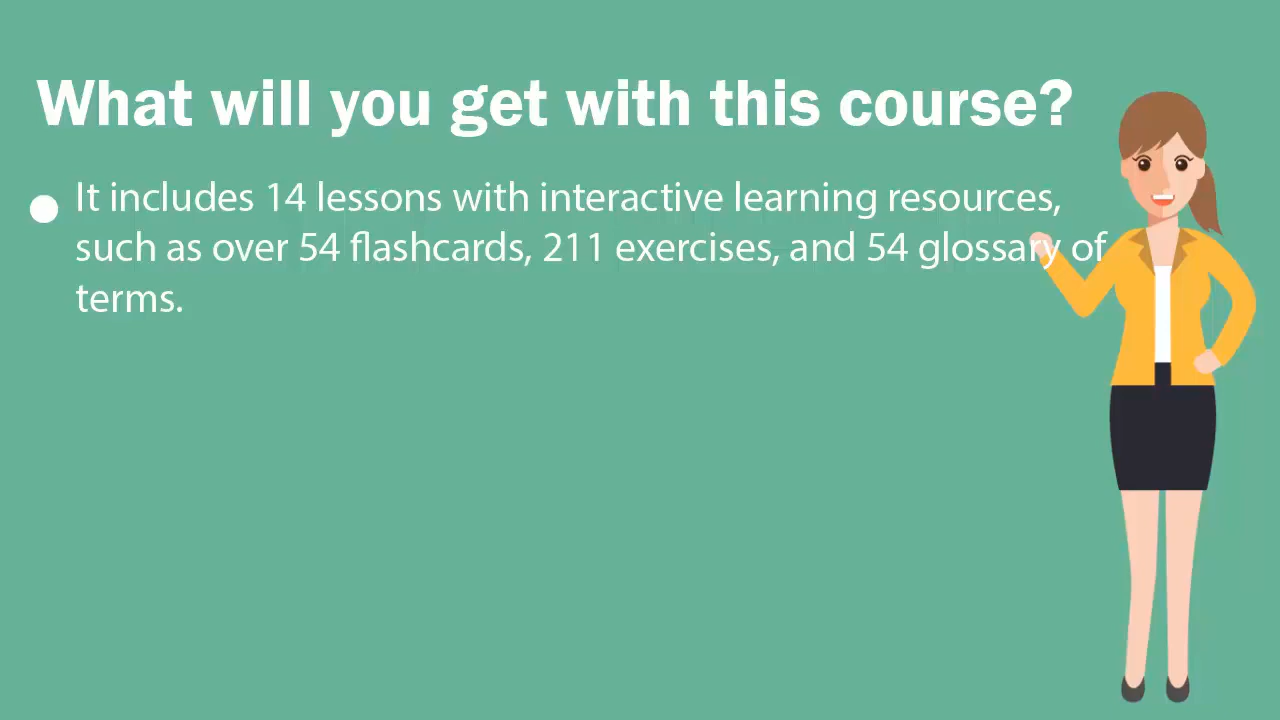 What will you get with this course?
It includes 14 lessons with interactive learning resources,
such as over 54 flashcards, 211 exercises, and 54 glossary of
terms.